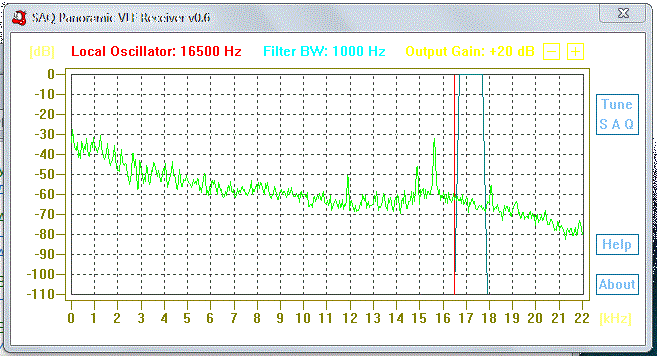 SAQ Panoramic VLF Receiver v0.6
[dB] Local Oscillator: 16500 Hz Filter BW: 1000 Hz Output Gain: +20 dB
0
-10
-20
-30
-40
-50
-60
-70
-80
-90
-100
-110
0 1 2 3 4 5 6 7 8 9 10 11 12 13 14 15 16 17 18 19 20 21 22 [kHz]
Tune
S A Q
Help
About